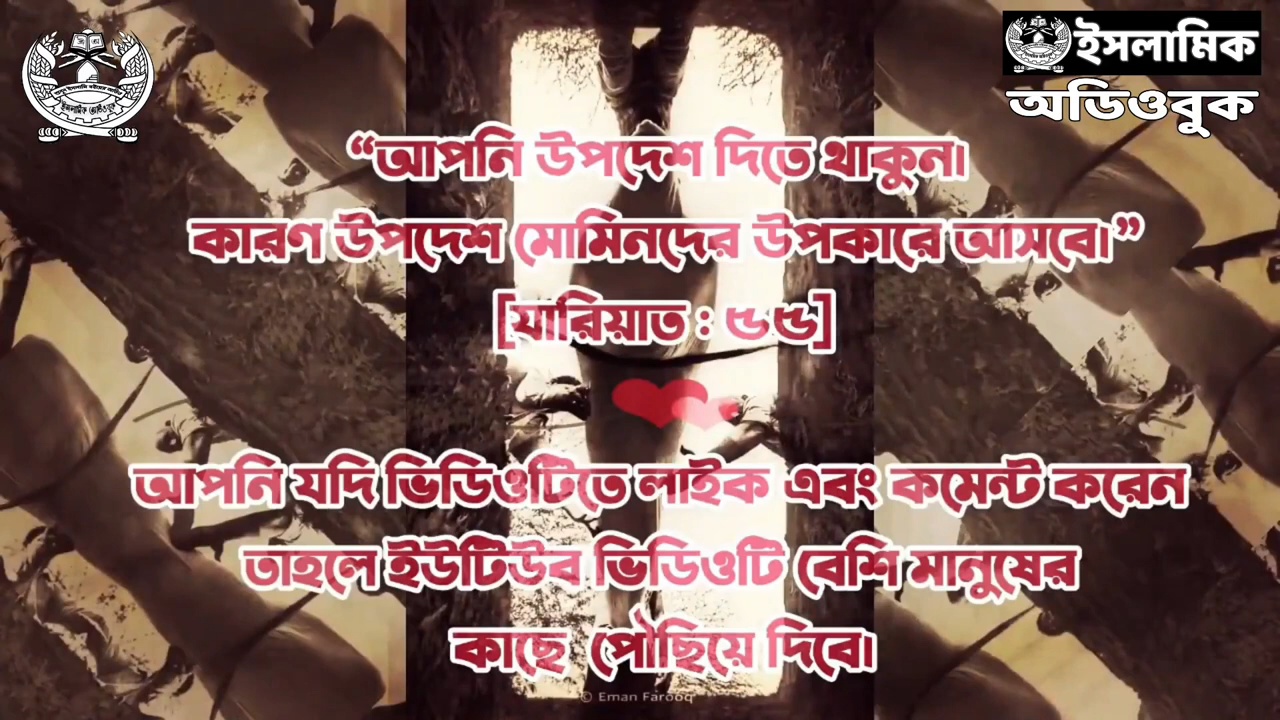 ইসলামিক
অডিওবুক
“আপনি উপদেশ দিতে থাকুন।
কারণ উপদেশ মোমিনদের উপকারে আসবে।”
[যারিয়াত : ৫৫]
আপনি যদি ভিডিওটিতে লাইক এবং কমেন্ট করেন
তাহলে ইউটিউব ভিডিওটি বেশি মানুষের
কাছে পৌছিয়ে দিবে।
© Eman Farooq